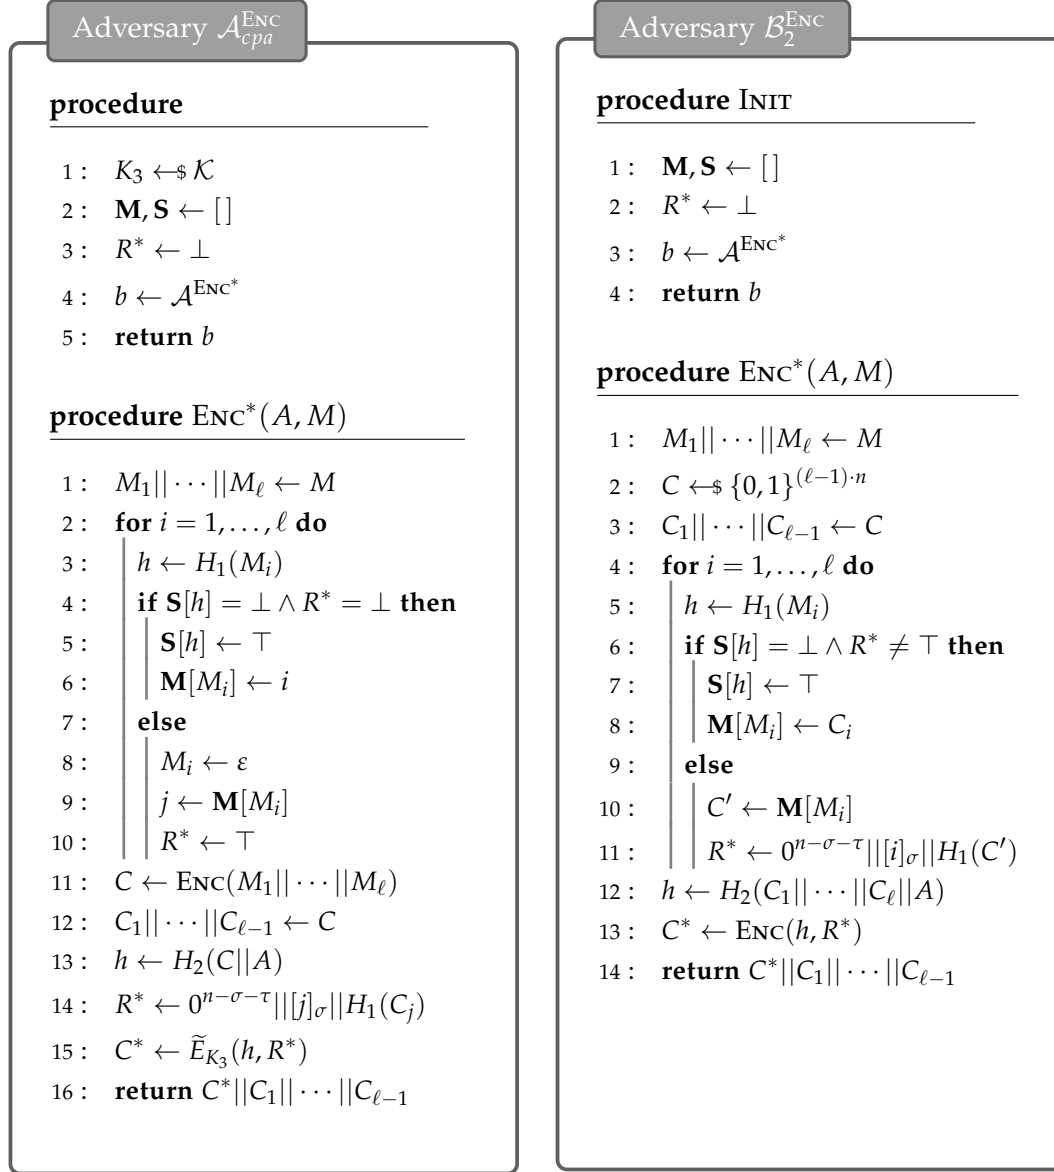 Adversary 𝒜_{cpa}^{ENC}
procedure
1 : K₃ ←$ 𝒦
2 : M, S ← [ ]
3 : R* ← ⊥
4 : b ← 𝒜^{ENC*}
5 : return b
procedure ENC*(A, M)
1 : M₁|| ··· ||M_ℓ ← M
2 : for i = 1, . . . , ℓ do
3 : h ← H₁(M_i)
4 : if S[h] = ⊥ ∧ R* = ⊥ then
5 : S[h] ← ⊤
6 : M[M_i] ← i
7 : else
8 : M_i ← ε
9 : j ← M[M_i]
10 : R* ← ⊤
11 : C ← ENC(M₁|| ··· ||M_ℓ)
12 : C₁|| ··· ||C_{ℓ−1} ← C
13 : h ← H₂(C||A)
14 : R* ← 0^{n−σ−τ}||[j]_σ||H₁(C_j)
15 : C* ← Ẽ_{K₃}(h, R*)
16 : return C*||C₁|| ··· ||C_{ℓ−1}
Adversary ℬ₂^{ENC}
procedure INIT
1 : M, S ← [ ]
2 : R* ← ⊥
3 : b ← 𝒜^{ENC*}
4 : return b
procedure ENC*(A, M)
1 : M₁|| ··· ||M_ℓ ← M
2 : C ←$ {0, 1}^{(ℓ−1)·n}
3 : C₁|| ··· ||C_{ℓ−1} ← C
4 : for i = 1, . . . , ℓ do
5 : h ← H₁(M_i)
6 : if S[h] = ⊥ ∧ R* ≠ ⊤ then
7 : S[h] ← ⊤
8 : M[M_i] ← C_i
9 : else
10 : C′ ← M[M_i]
11 : R* ← 0^{n−σ−τ}||[i]_σ||H₁(C′)
12 : h ← H₂(C₁|| ··· ||C_ℓ||A)
13 : C* ← ENC(h, R*)
14 : return C*||C₁|| ··· ||C_{ℓ−1}